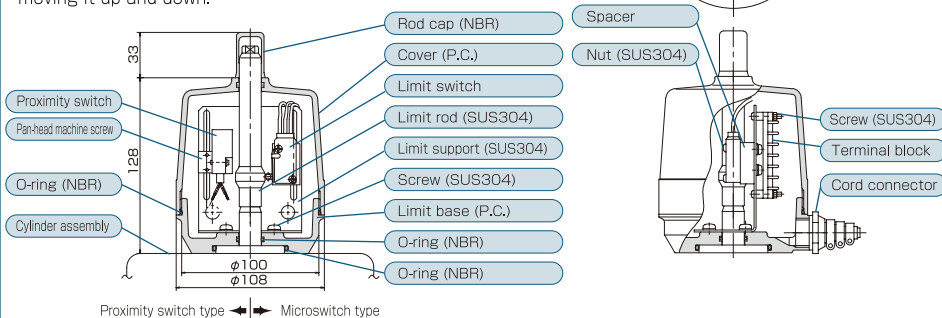 moving it up and down.
Rod cap (NBR)
Cover (P.C.)
Limit switch
Limit rod (SUS304)
Limit support (SUS304)
Screw (SUS304)
Limit base (P.C.)
O-ring (NBR)
O-ring (NBR)
Proximity switch
Pan-head machine screw
O-ring (NBR)
Cylinder assembly
33
128
φ100
φ108
Proximity switch type
Microswitch type
Spacer
Nut (SUS304)
Screw (SUS304)
Terminal block
Cord connector